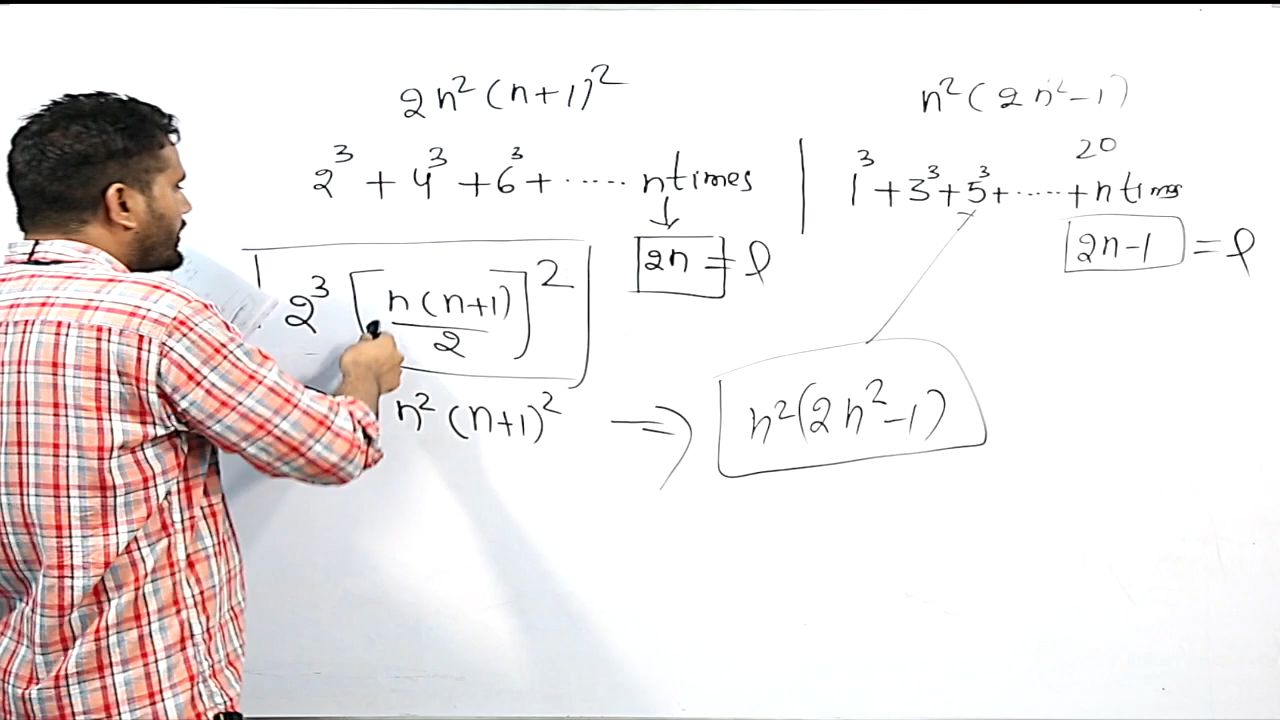 2n²(n+1)²
2³ + 4³ + 6³ + ...... n times
↓
2n = l
2³ [n(n+1)/2]²
n²(n+1)² ⇒ n²(2n²-1)
n²(2n²-1)
20
1³ + 3³ + 5³ + ...... + n times
2n-1 = l